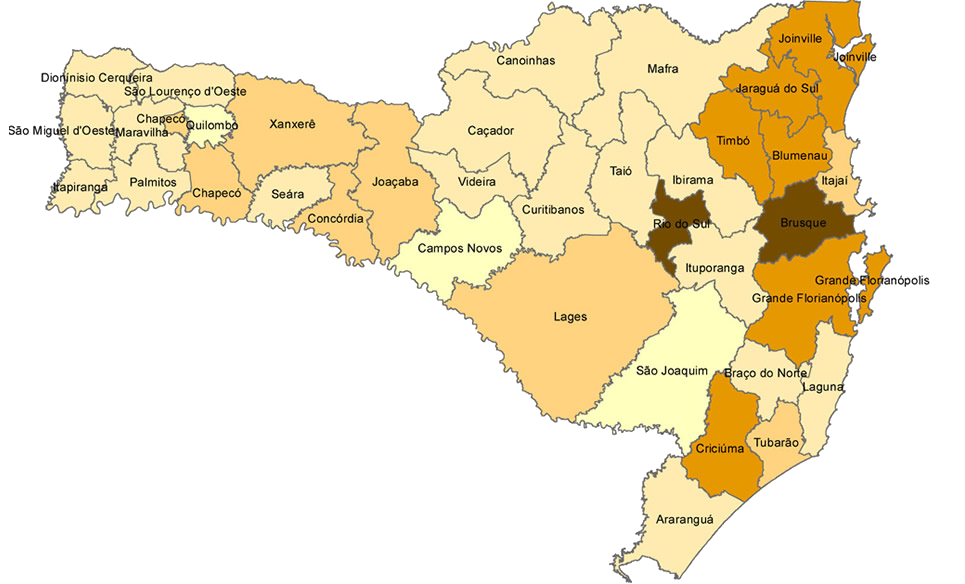 Joinville
Joinville
Canoinhas
Mafra
Dionínisio Cerqueira
São Lourenço d'Oeste
Jaraguá do Sul
Chapecó
Quilombo
Xanxerê
São Miguel d'Oeste
Maravilha
Caçador
Timbó
Blumenau
Taió
Ibirama
Itajaí
Itapiranga
Palmitos
Chapecó
Seára
Joaçaba
Videira
Curitibanos
Concórdia
Rio do Sul
Brusque
Campos Novos
Ituporanga
Grande Florianópolis
Grande Florianópolis
Lages
São Joaquim
Braço do Norte
Laguna
Criciúma
Tubarão
Araranguá